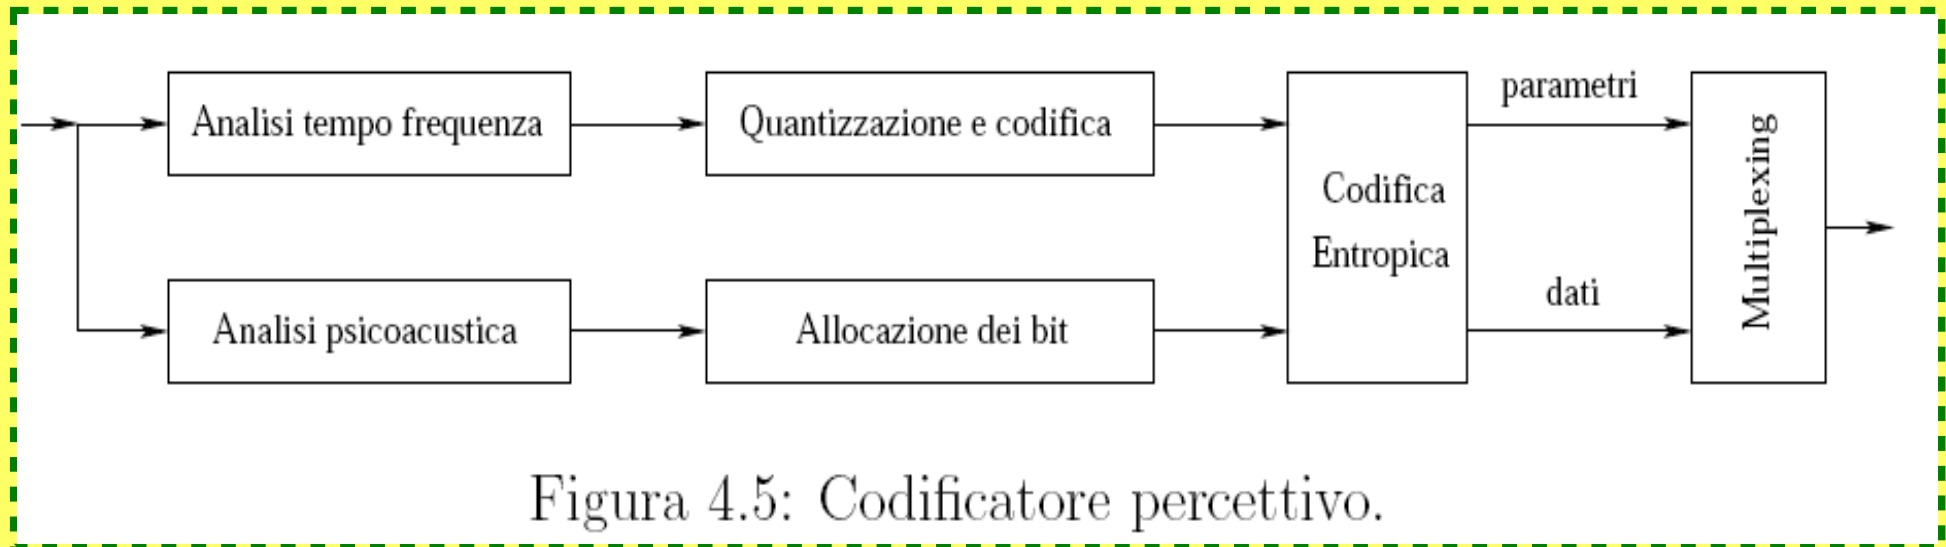 Analisi tempo frequenza
Quantizzazione e codifica
Codifica
Entropica
parametri
Multiplexing
Analisi psicoacustica
Allocazione dei bit
dati
Figura 4.5: Codificatore percettivo.